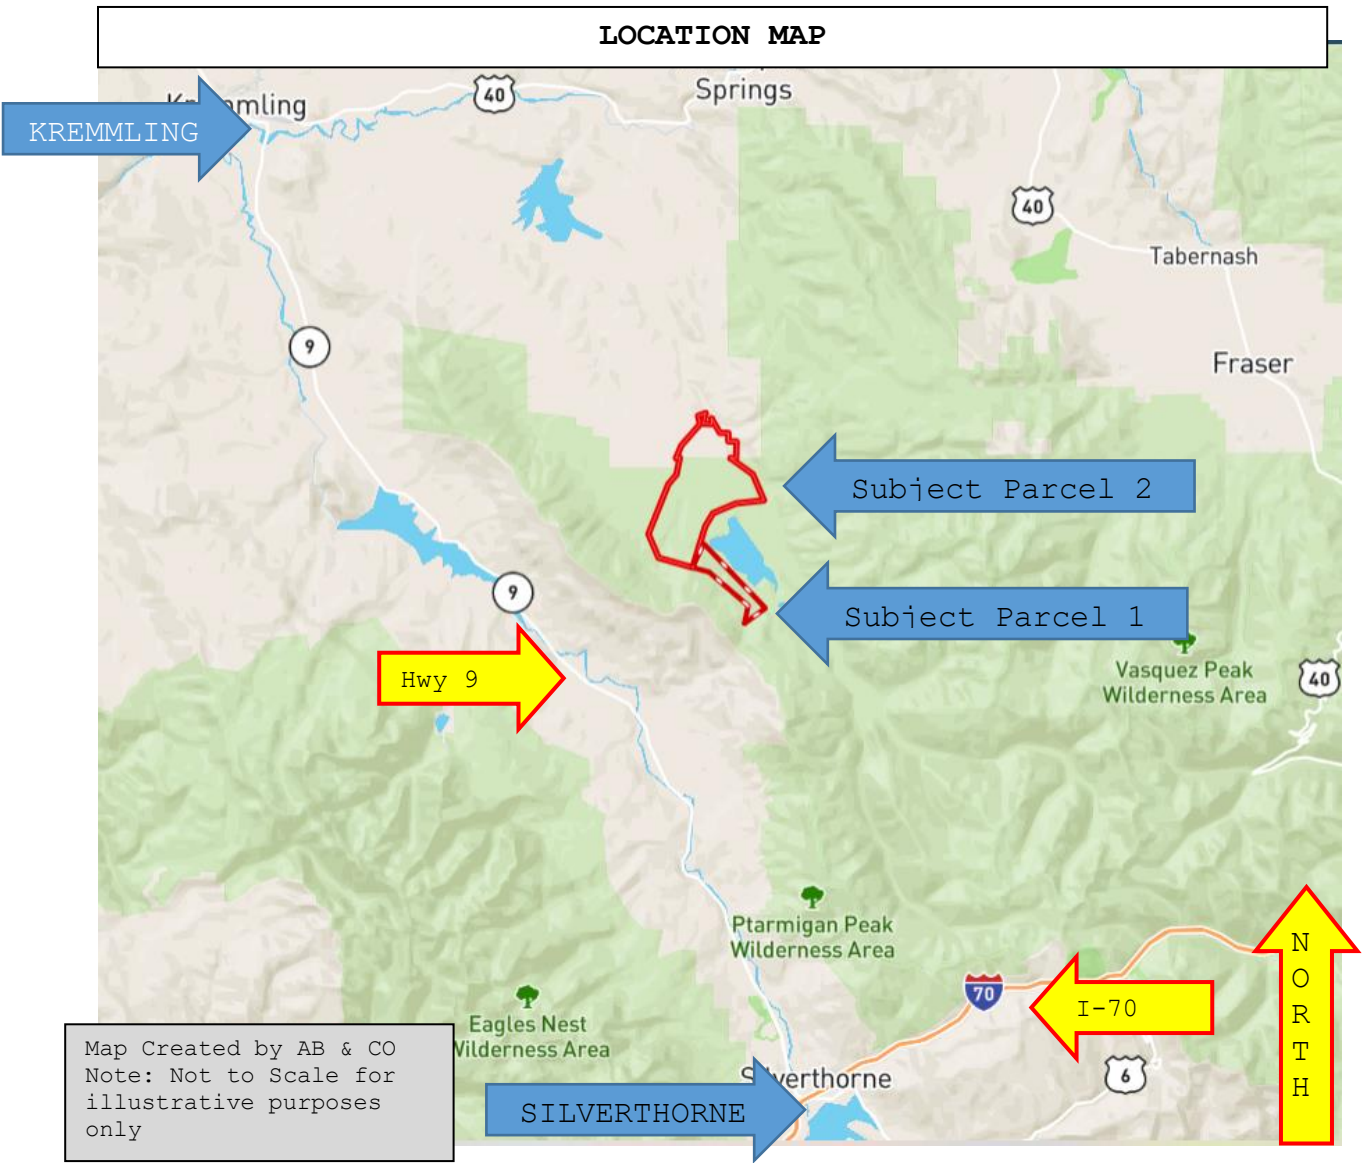 LOCATION MAP
Springs
40
KREMMLING
40
Tabernash
9
Fraser
Subject Parcel 2
9
Subject Parcel 1
Hwy 9
Vasquez Peak
Wilderness Area
40
Ptarmigan Peak
Wilderness Area
NORTH
70
I-70
Eagles Nest
Wilderness Area
Map Created by AB & CO
Note: Not to Scale for
illustrative purposes
only
6
Silverthorne
SILVERTHORNE